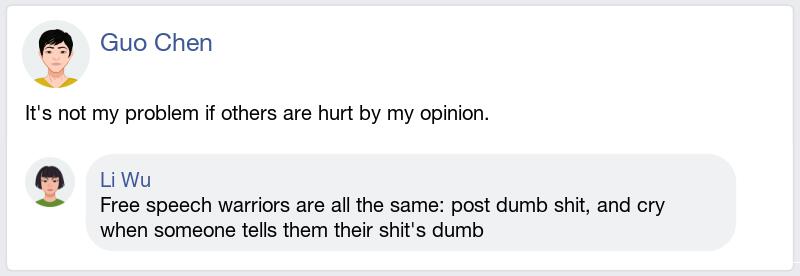 Guo Chen
It's not my problem if others are hurt by my opinion.
Li Wu
Free speech warriors are all the same: post dumb shit, and cry
when someone tells them their shit's dumb